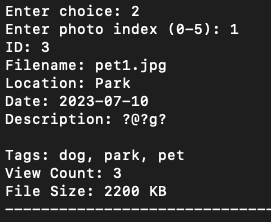 Enter choice: 2
Enter photo index (0-5): 1
ID: 3
Filename: pet1.jpg
Location: Park
Date: 2023-07-10
Description: ?@?g?
Tags: dog, park, pet
View Count: 3
File Size: 2200 KB
--------------------------------